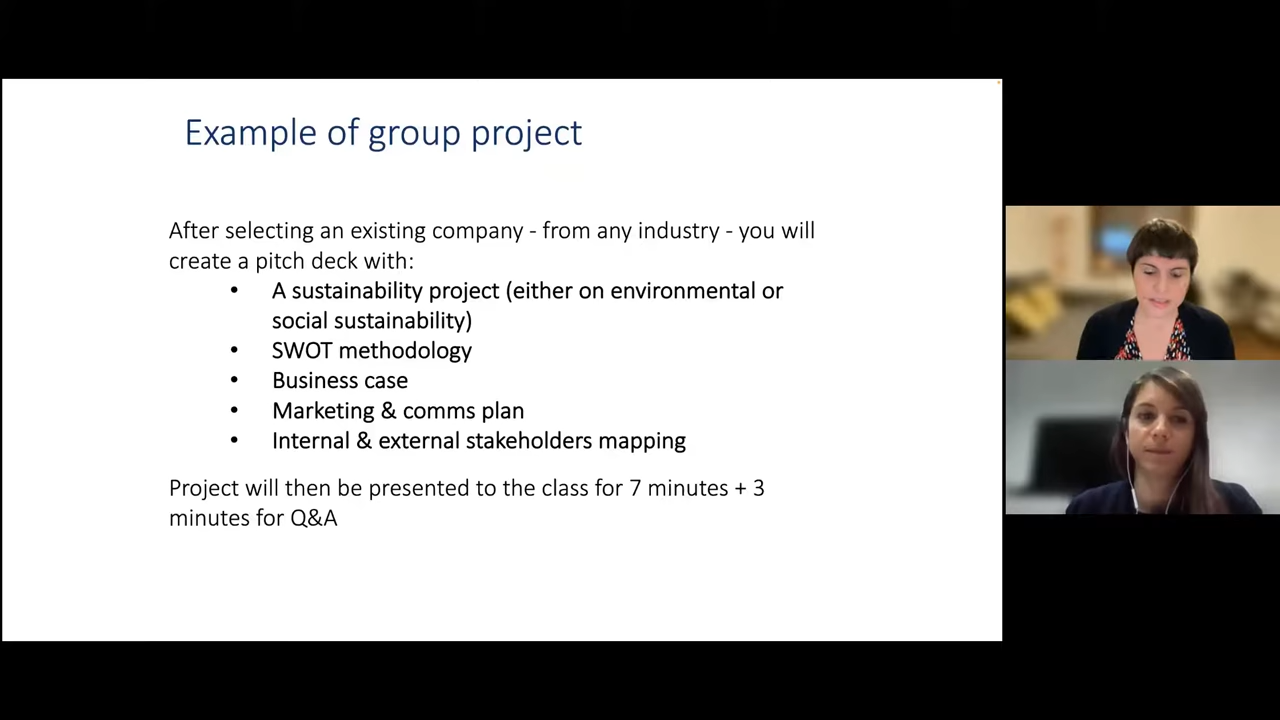 Example of group project
After selecting an existing company - from any industry - you will
create a pitch deck with:
• A sustainability project (either on environmental or
social sustainability)
• SWOT methodology
• Business case
• Marketing & comms plan
• Internal & external stakeholders mapping
Project will then be presented to the class for 7 minutes + 3
minutes for Q&A